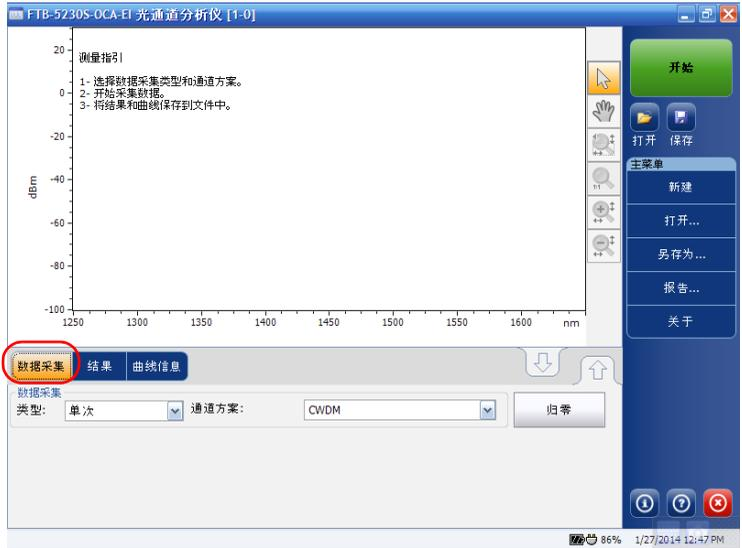 FTB-5230S-OCA-EI 光通道分析仪 [1-0]
20
0
-20
-40
-60
-80
-100
dBm
测量指引
1- 选择数据采集类型和通道方案。
2- 开始采集数据。
3- 将结果和曲线保存到文件中。
1250 1300 1350 1400 1450 1500 1550 1600 nm
1:1
开始
打开 保存
主菜单
新建
打开...
另存为...
报告...
关于
数据采集 结果 曲线信息
数据采集
类型: 单次 通道方案: CWDM 归零
86% 1/27/2014 12:47 PM